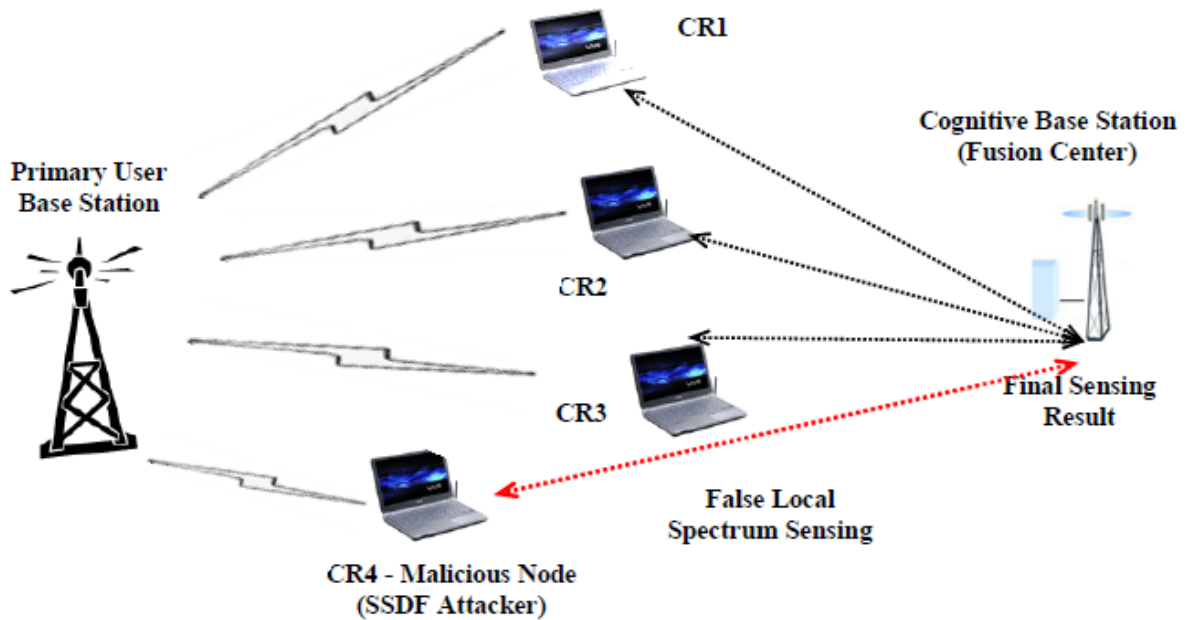 CR1
Cognitive Base Station
(Fusion Center)
Primary User
Base Station
CR2
Final Sensing
Result
CR3
False Local
Spectrum Sensing
CR4 - Malicious Node
(SSDF Attacker)